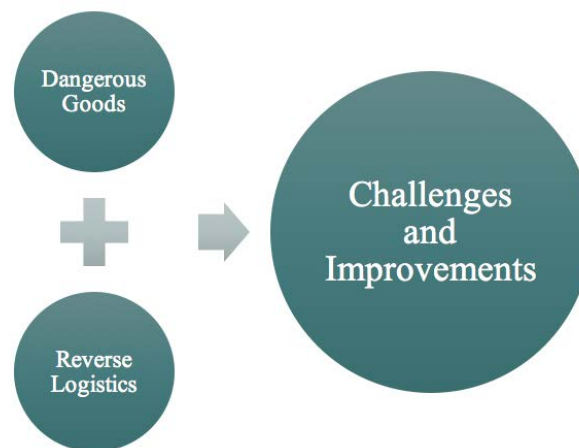 Dangerous
Goods
Reverse
Logistics
Challenges
and
Improvements